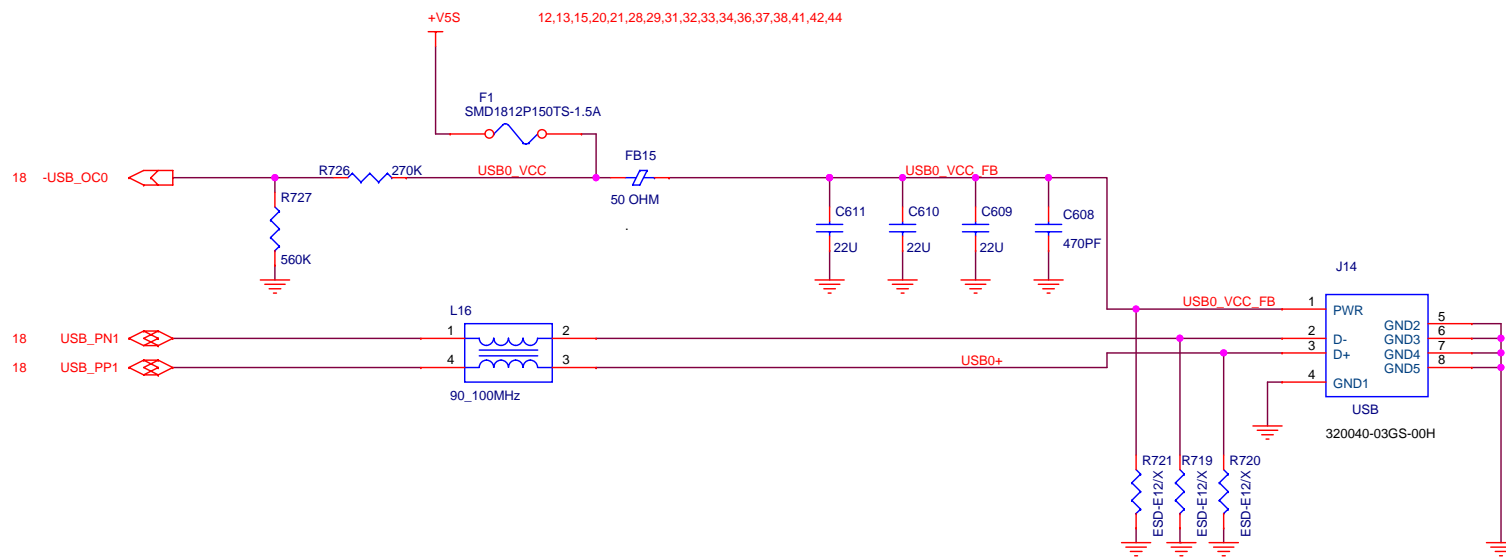 +V5S 12,13,15,20,21,28,29,31,32,33,34,36,37,38,41,42,44
F1
SMD1812P150TS-1.5A
FB15
18 -USB_OC0 R726 270K USB0_VCC USB0_VCC_FB
R727
50 OHM
C611 C610 C609 C608
22U 22U 22U 470PF
560K
J14
L16
USB0_VCC_FB 1 PWR
18 USB_PN1 1 2 2 D-
18 USB_PP1 4 3 USB0+ 3 D+
4 GND1
GND2 5
GND3 6
GND4 7
GND5 8
90_100MHz
USB
320040-03GS-00H
R721 R719 R720
ESD-E12/X ESD-E12/X ESD-E12/X